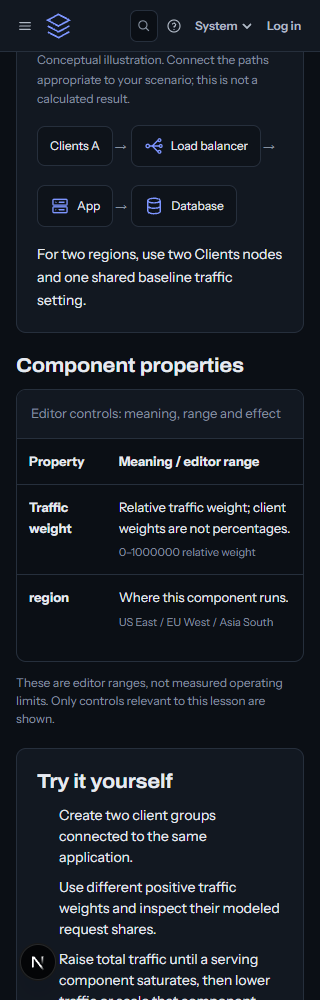 System
Log in
Conceptual illustration. Connect the paths
appropriate to your scenario; this is not a
calculated result.
Clients A → Load balancer →
App → Database
For two regions, use two Clients nodes
and one shared baseline traffic
setting.
Component properties
Editor controls: meaning, range and effect
Property Meaning / editor range
Traffic weight
Relative traffic weight; client
weights are not percentages.
0–1000000 relative weight
region
Where this component runs.
US East / EU West / Asia South
These are editor ranges, not measured operating
limits. Only controls relevant to this lesson are
shown.
Try it yourself
Create two client groups
connected to the same
application.
Use different positive traffic
weights and inspect their modeled
request shares.
N
Raise total traffic until a serving
component saturates, then lower
traffic or scale that component